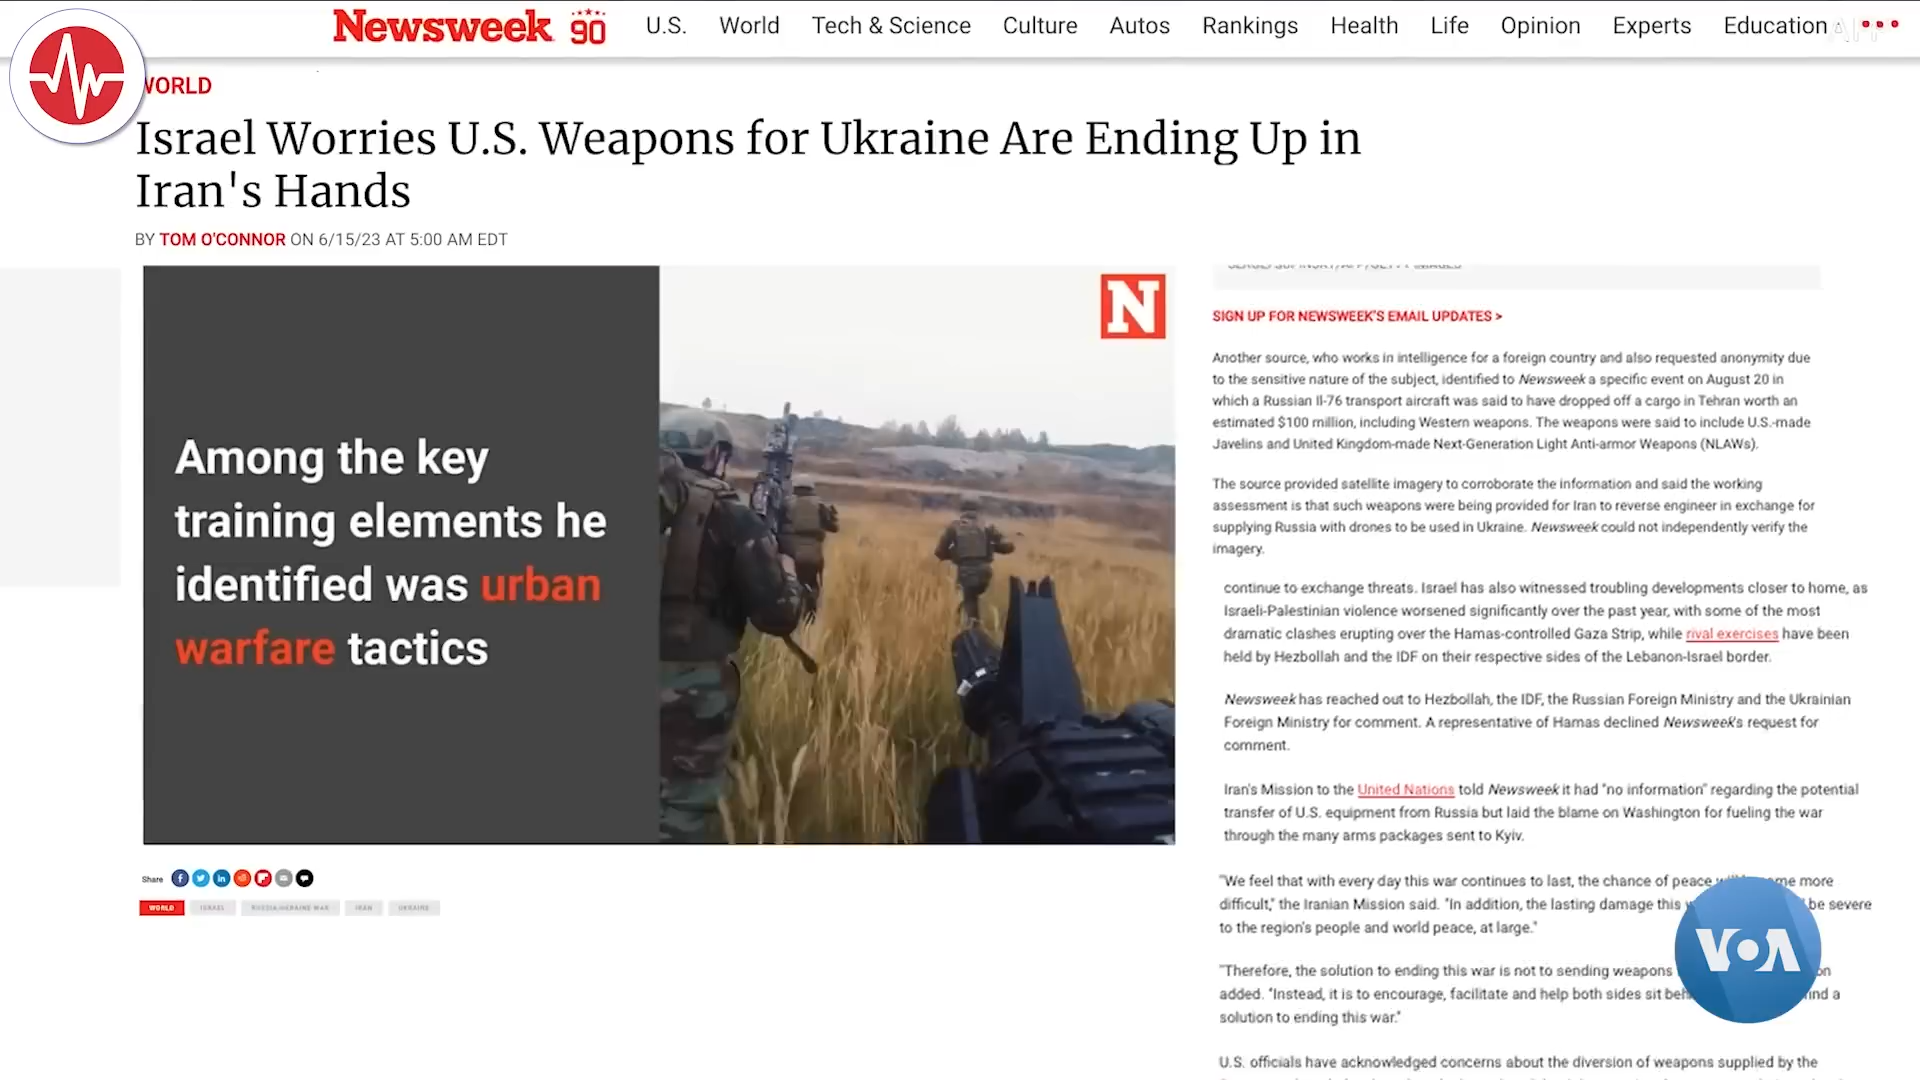 Newsweek 90
U.S. World Tech & Science Culture Autos Rankings Health Life Opinion Experts Education
WORLD
Israel Worries U.S. Weapons for Ukraine Are Ending Up in
Iran's Hands
BY TOM O'CONNOR ON 6/15/23 AT 5:00 AM EDT
N
Among the key
training elements he
identified was urban
warfare tactics
Share
WORLD ISRAEL RUSSIA-UKRAINE WAR IRAN UKRAINE
SIGN UP FOR NEWSWEEK'S EMAIL UPDATES >
Another source, who works in intelligence for a foreign country and also requested anonymity due
to the sensitive nature of the subject, identified to Newsweek a specific event on August 20 in
which a Russian Il-76 transport aircraft was said to have dropped off a cargo in Tehran worth an
estimated $100 million, including Western weapons. The weapons were said to include U.S.-made
Javelins and United Kingdom-made Next-Generation Light Anti-armor Weapons (NLAWs).
The source provided satellite imagery to corroborate the information and said the working
assessment is that such weapons were being provided for Iran to reverse engineer in exchange for
supplying Russia with drones to be used in Ukraine. Newsweek could not independently verify the
imagery.
continue to exchange threats. Israel has also witnessed troubling developments closer to home, as
Israeli-Palestinian violence worsened significantly over the past year, with some of the most
dramatic clashes erupting over the Hamas-controlled Gaza Strip, while rival exercises have been
held by Hezbollah and the IDF on their respective sides of the Lebanon-Israel border.
Newsweek has reached out to Hezbollah, the IDF, the Russian Foreign Ministry and the Ukrainian
Foreign Ministry for comment. A representative of Hamas declined Newsweek's request for
comment.
Iran's Mission to the United Nations told Newsweek it had "no information" regarding the potential
transfer of U.S. equipment from Russia but laid the blame on Washington for fueling the war
through the many arms packages sent to Kyiv.
"We feel that with every day this war continues to last, the chance of peace more
difficult," the Iranian Mission said. "In addition, the lasting damage this be severe
to the region's people and world peace, at large."
"Therefore, the solution to ending this war is not to sending weapons
added. "Instead, it is to encourage, facilitate and help both sides sit a
solution to ending this war."
U.S. officials have acknowledged concerns about the diversion of weapons supplied by the
VOA